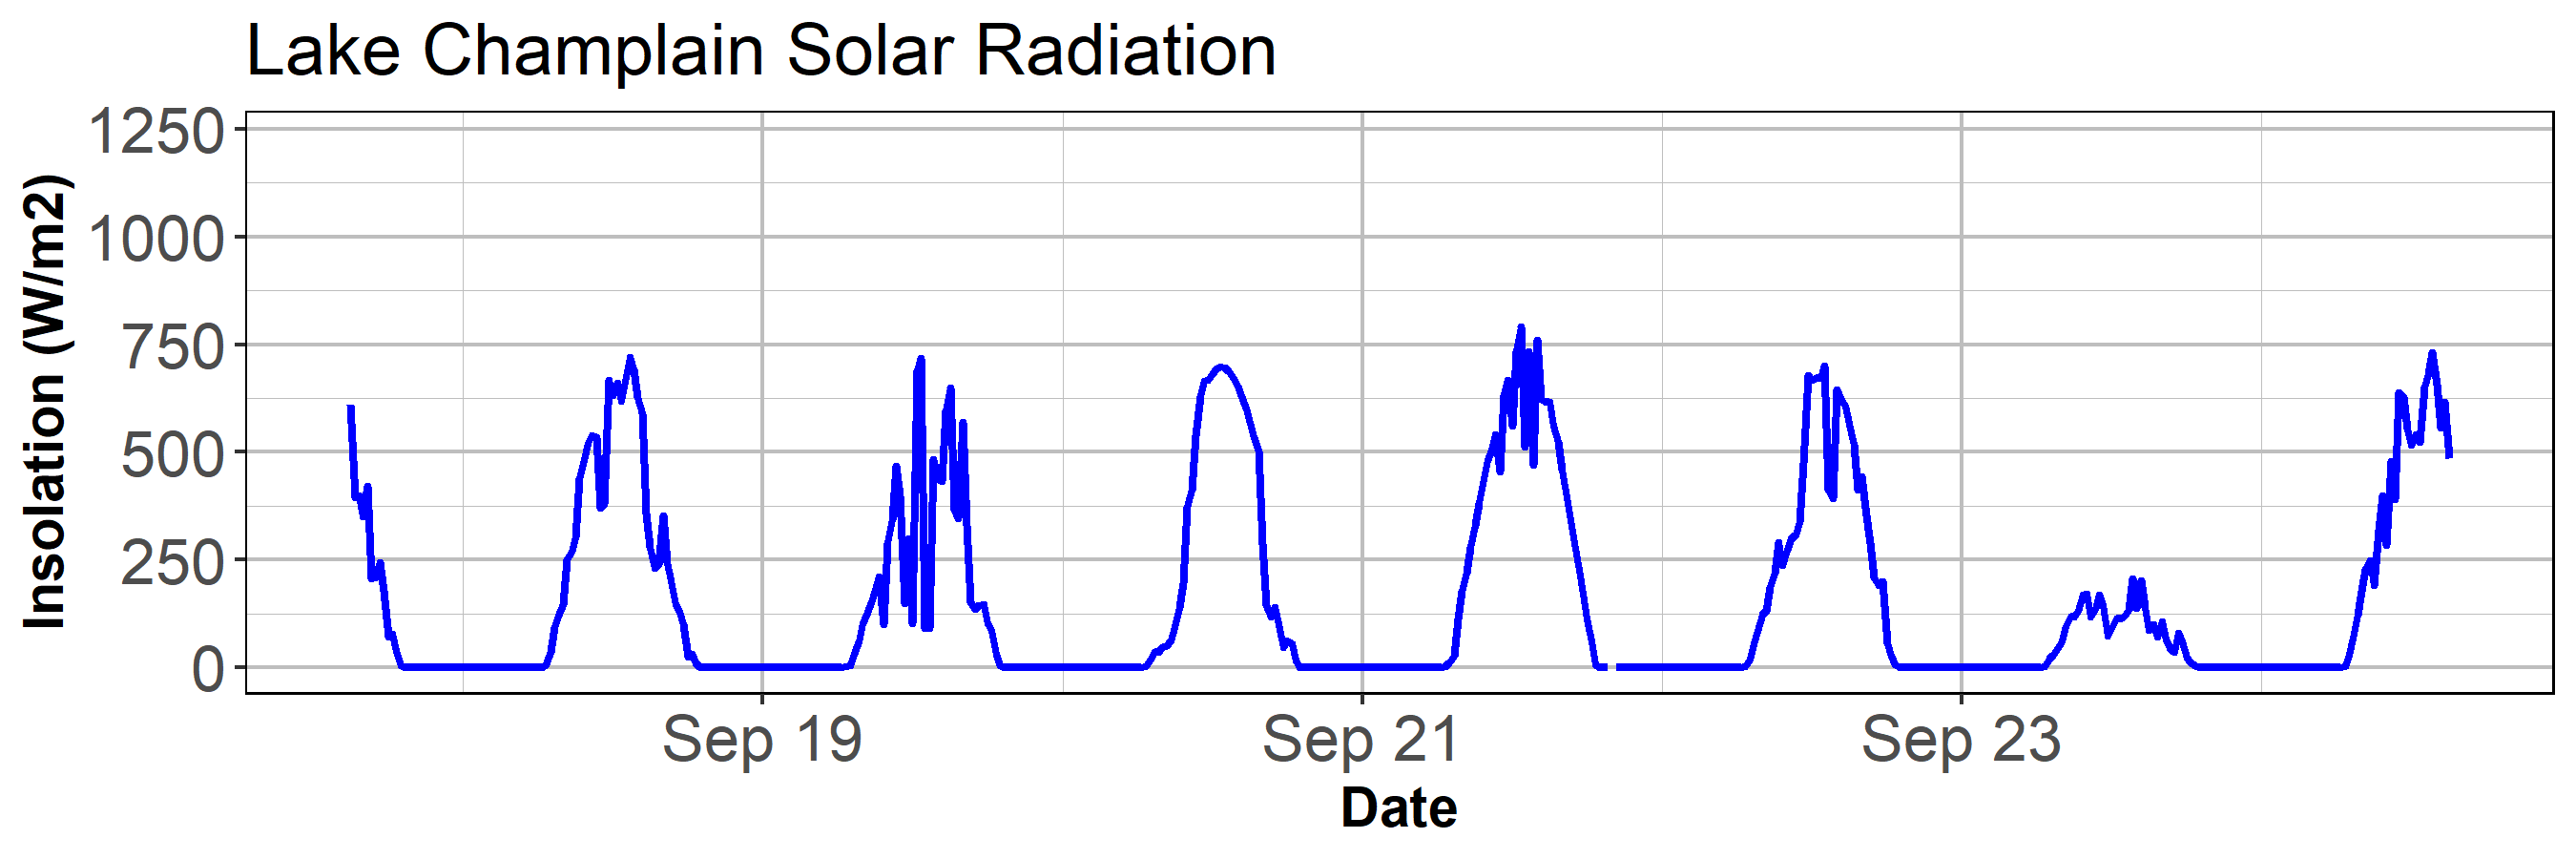 Lake Champlain Solar Radiation
1250
1000
750
500
250
0
Insolation (W/m2)
Sep 19
Sep 21
Sep 23
Date